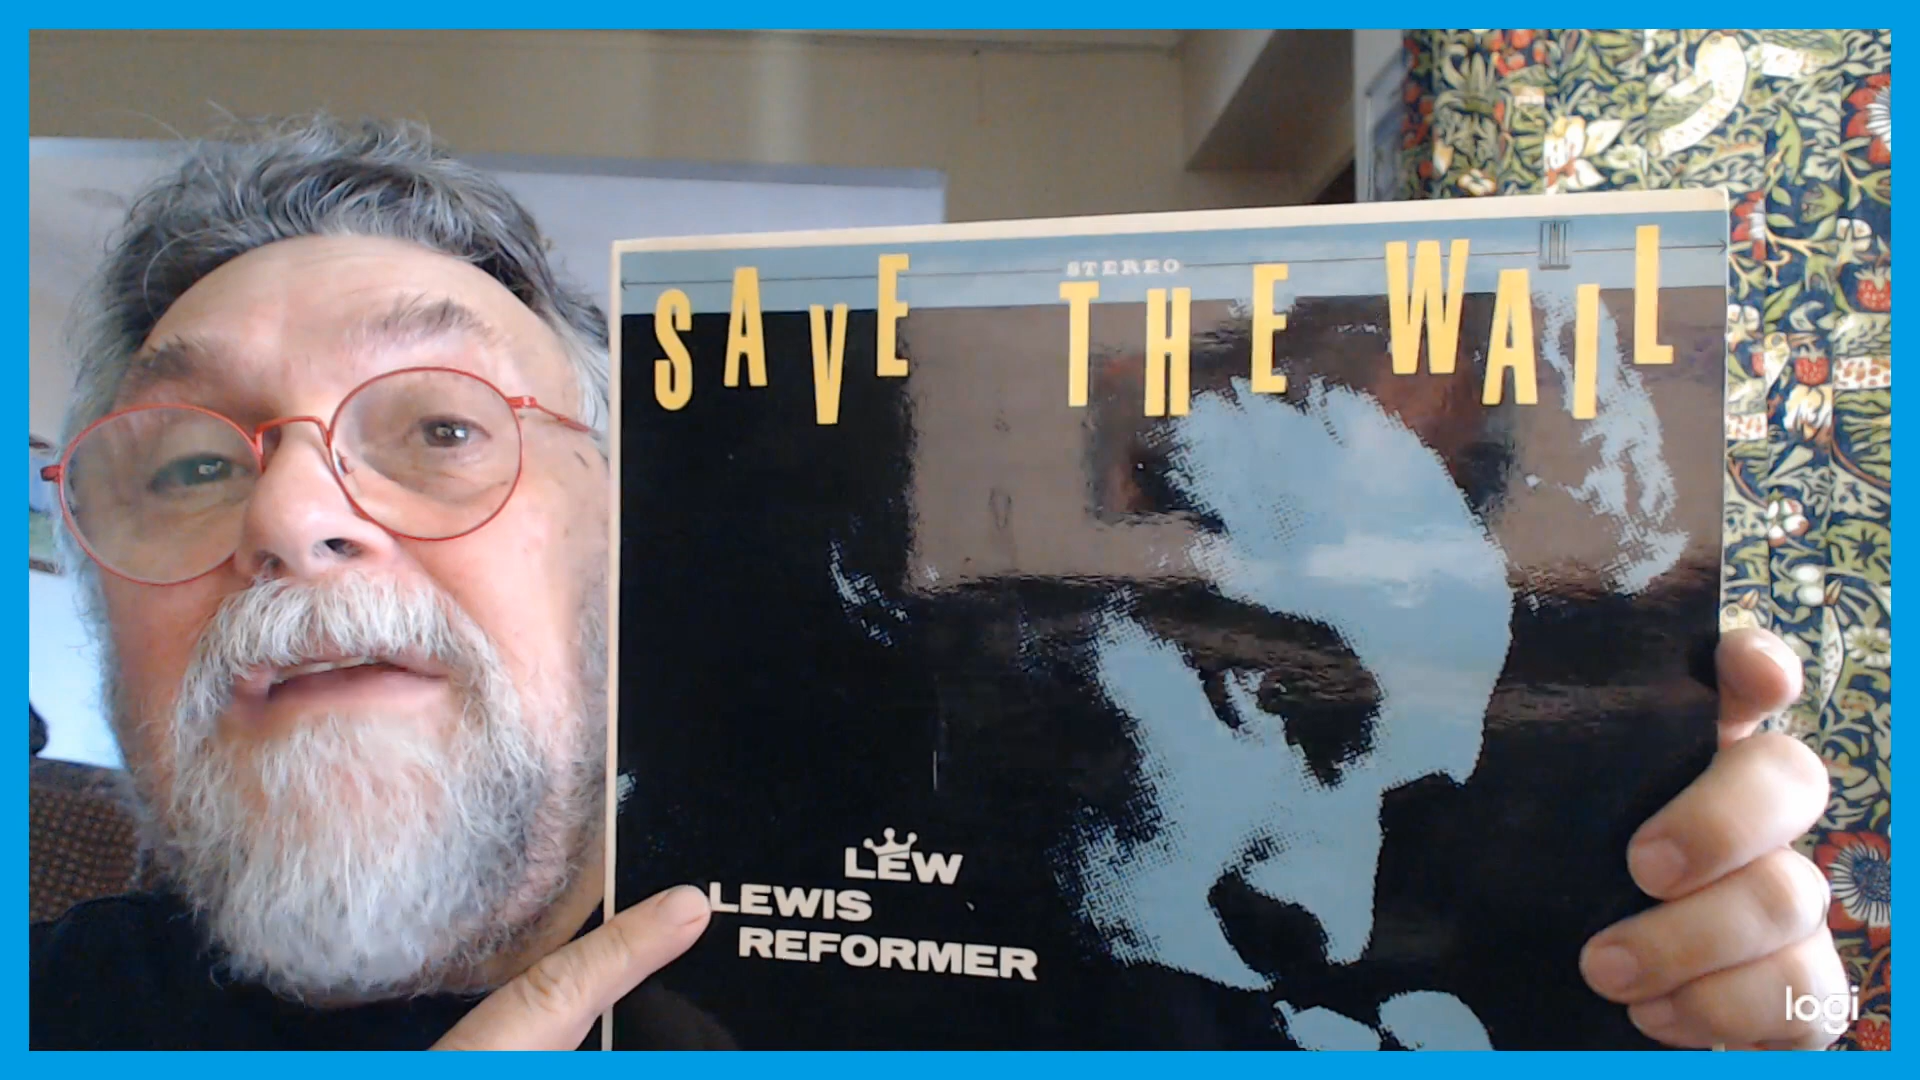 STEREO
SAVE THE WAIL
LEW
LEWIS
REFORMER
logi